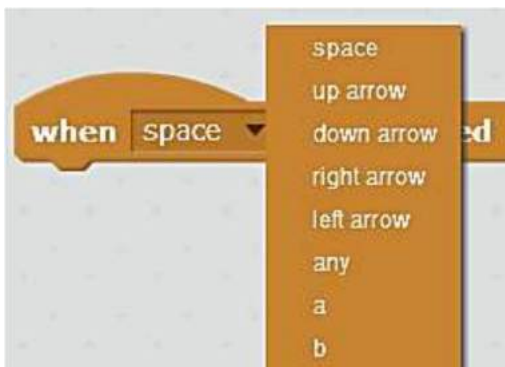 space
up arrow
when space down arrow ed
right arrow
left arrow
any
a
b